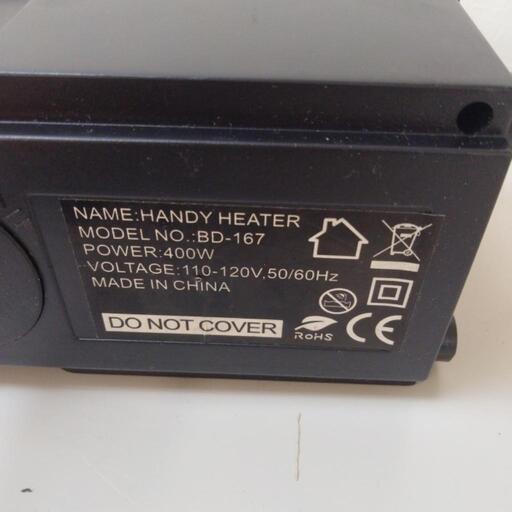 NAME:HANDY HEATER
MODEL NO.:BD-167
POWER:400W
VOLTAGE:110-120V,50/60Hz
MADE IN CHINA
DO NOT COVER
RoHS
CE